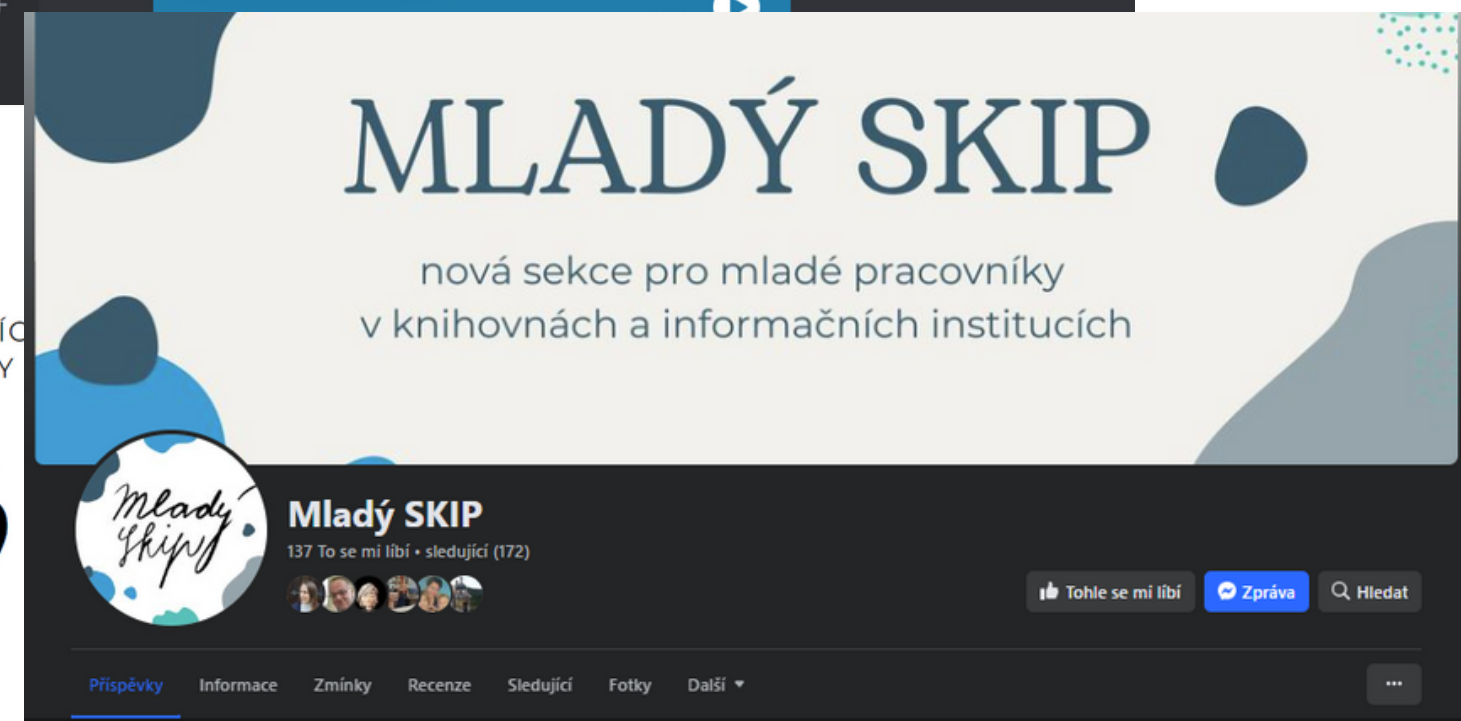 MLADÝ SKIP
nová sekce pro mladé pracovníky
v knihovnách a informačních institucích
Mladý
Skip
Mladý SKIP
137 To se mi líbí • sledující (172)
Tohle se mi líbí
Zpráva
Hledat
Příspěvky
Informace
Zmínky
Recenze
Sledující
Fotky
Další